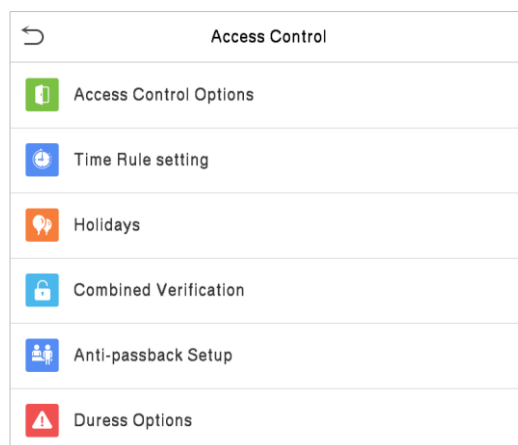 Access Control
Access Control Options
Time Rule setting
Holidays
Combined Verification
Anti-passback Setup
Duress Options